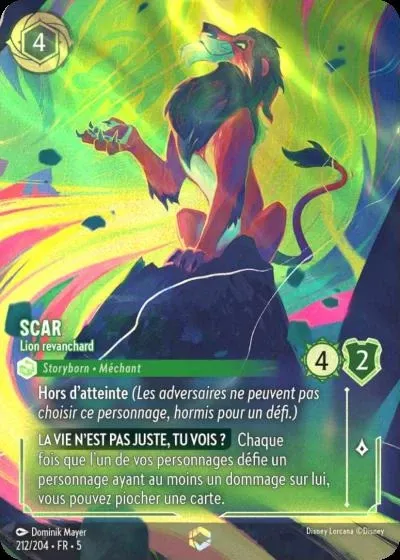 4
SCAR
Lion revanchard
Storyborn • Méchant
4
2
Hors d'atteinte (Les adversaires ne peuvent pas
choisir ce personnage, hormis pour un défi.)
LA VIE N'EST PAS JUSTE, TU VOIS ? Chaque
fois que l'un de vos personnages défie un
personnage ayant au moins un dommage sur lui,
vous pouvez piocher une carte.
Dominik Mayer
212/204 • FR • 5
Disney Lorcana ©Disney